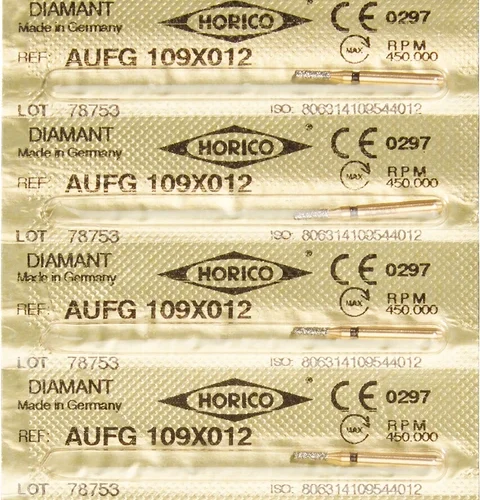 DIAMANT HORICO ® CE 0297
Made in Germany
MAX RPM
REF: AUFG 109X012 450.000
LOT 78753 ISO: 806314109544012
DIAMANT HORICO ® CE 0297
Made in Germany
MAX RPM
REF: AUFG 109X012 450.000
LOT 78753 ISO: 806314109544012
DIAMANT HORICO ® CE 0297
Made in Germany
MAX RPM
REF: AUFG 109X012 450.000
LOT 78753 ISO: 806314109544012
DIAMANT HORICO ® CE 0297
Made in Germany
MAX RPM
REF: AUFG 109X012 450.000
LOT 78753 ISO: 806314109544012